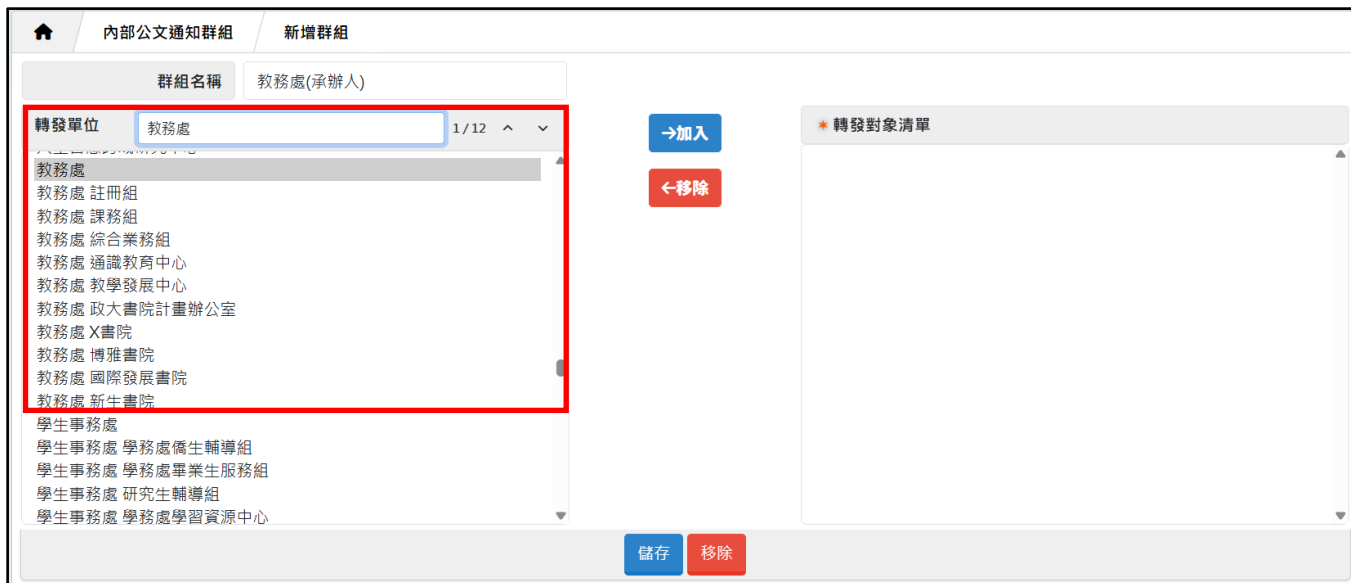 內部公文通知群組 新增群組
群組名稱 教務處(承辦人)
轉發單位 教務處 1/12
→加入
←移除
✶轉發對象清單
教務處
教務處 註冊組
教務處 課務組
教務處 綜合業務組
教務處 通識教育中心
教務處 教學發展中心
教務處 政大書院計畫辦公室
教務處 X書院
教務處 博雅書院
教務處 國際發展書院
教務處 新生書院
學生事務處
學生事務處 學務處僑生輔導組
學生事務處 學務處畢業生服務組
學生事務處 研究生輔導組
學生事務處 學務處學習資源中心
儲存 移除